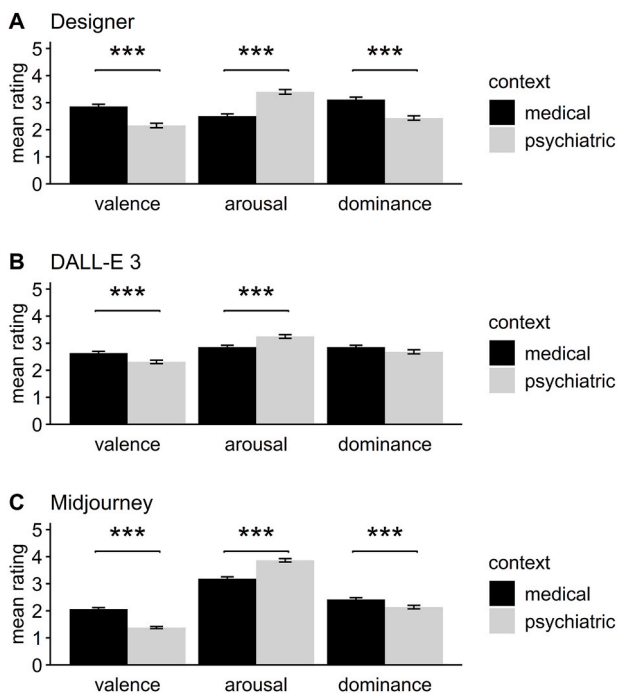 A Designer
5
4
3
2
1
0
mean rating
*** *** ***
valence arousal dominance
context
medical
psychiatric
B DALL-E 3
5
4
3
2
1
0
mean rating
*** ***
valence arousal dominance
context
medical
psychiatric
C Midjourney
5
4
3
2
1
0
mean rating
*** *** ***
valence arousal dominance
context
medical
psychiatric